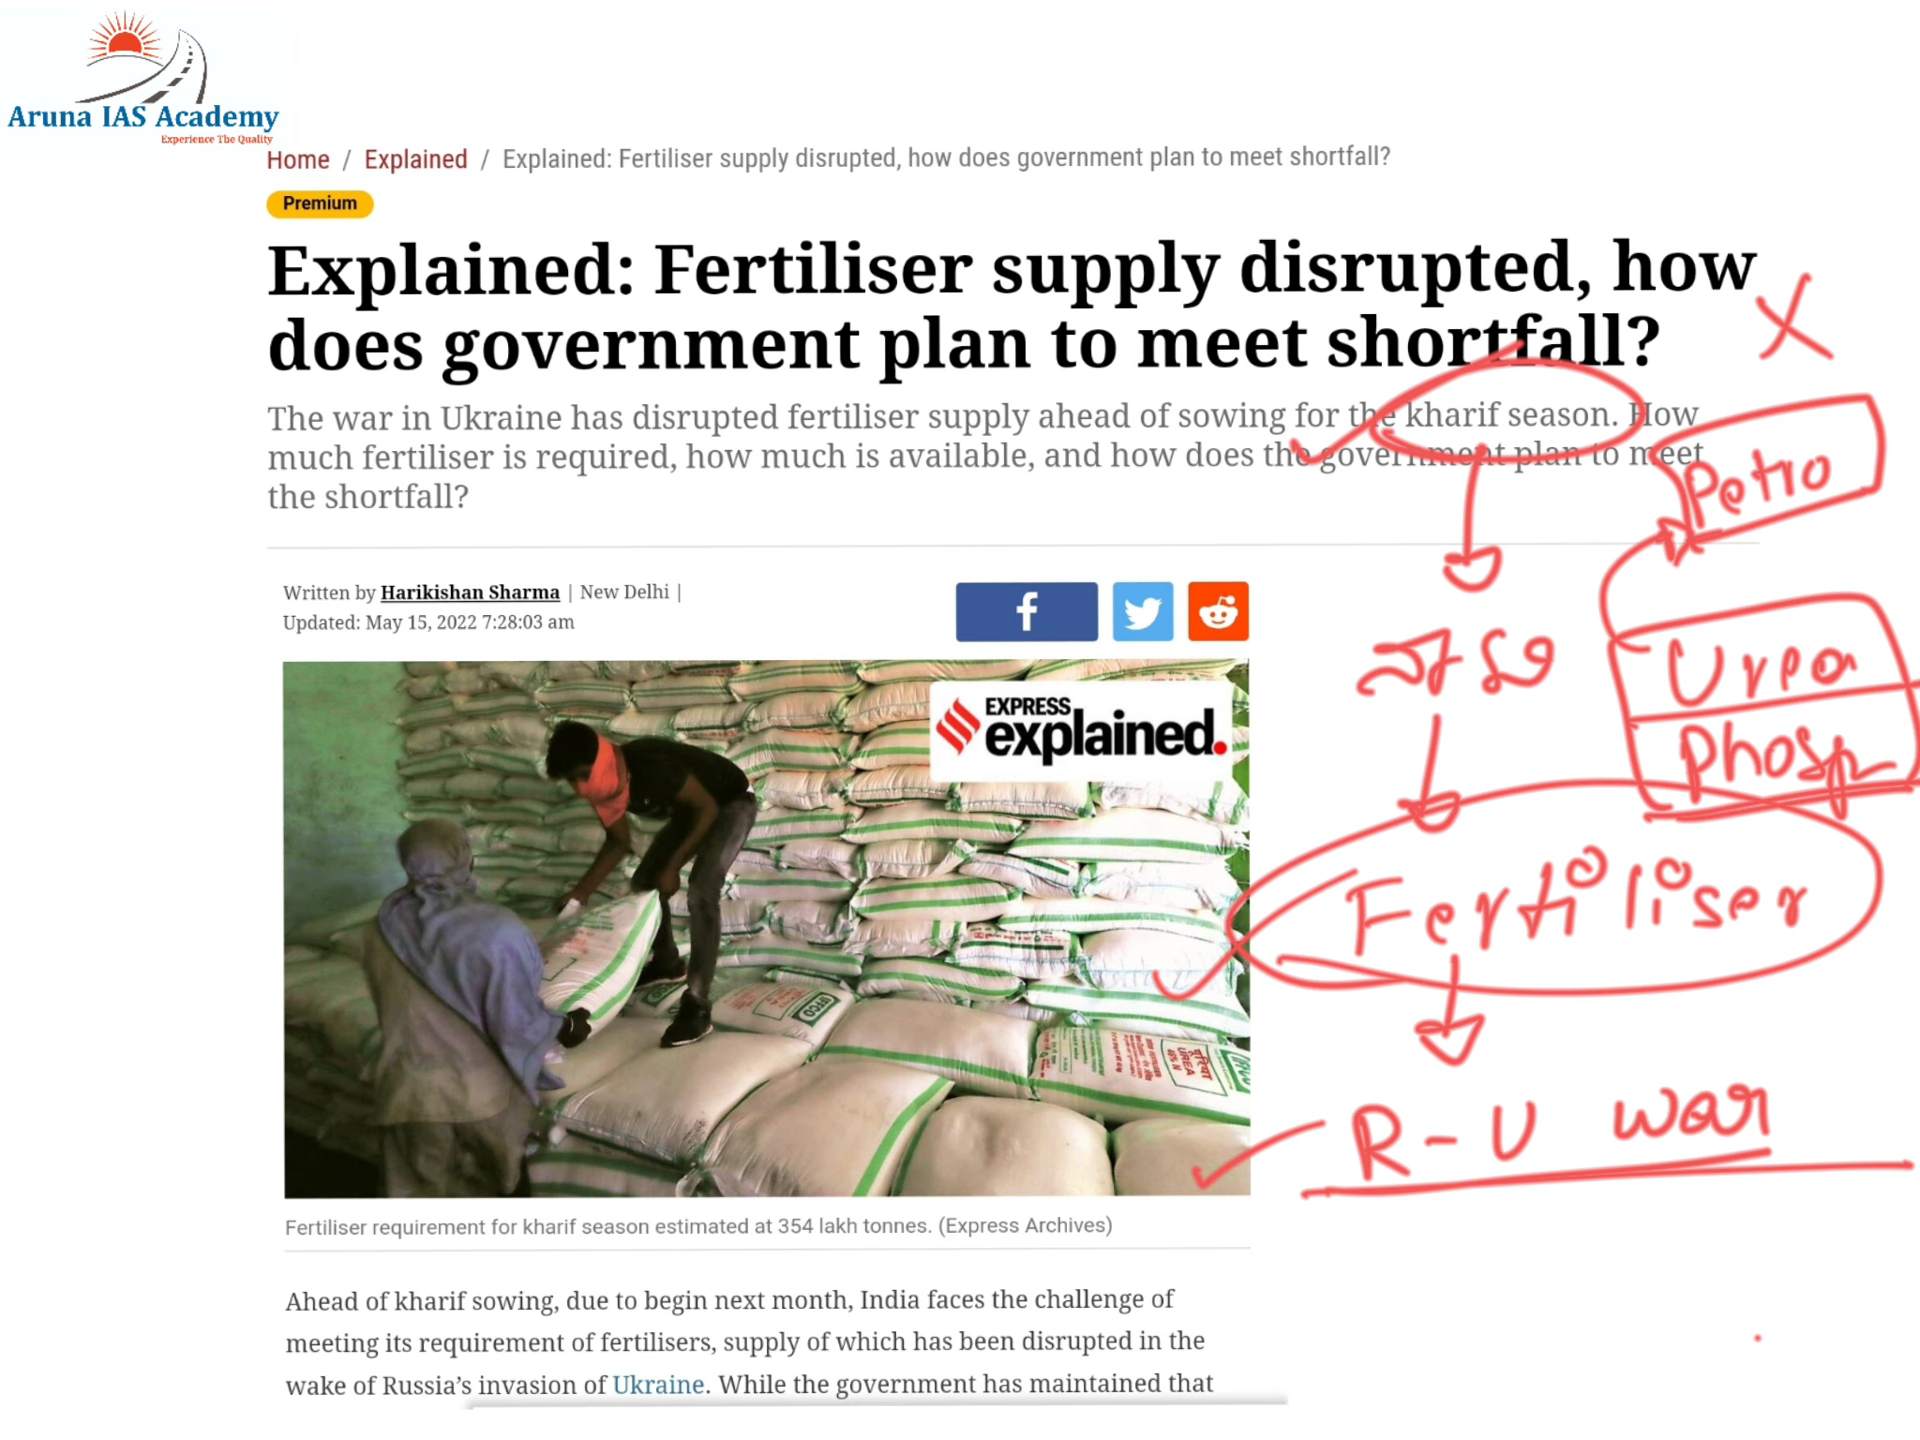 Aruna IAS Academy
Experience The Quality
Home / Explained / Explained: Fertiliser supply disrupted, how does government plan to meet shortfall?
Premium
Explained: Fertiliser supply disrupted, how
does government plan to meet shortfall?
The war in Ukraine has disrupted fertiliser supply ahead of sowing for the kharif season. How
much fertiliser is required, how much is available, and how does the government plan to meet
the shortfall?
Petro
Written by Harikishan Sharma | New Delhi |
Updated: May 15, 2022 7:28:03 am
Urea
Phosp
EXPRESS
explained.
Fertiliser
IFFCO
UREA
R-U war
Fertiliser requirement for kharif season estimated at 354 lakh tonnes. (Express Archives)
Ahead of kharif sowing, due to begin next month, India faces the challenge of
meeting its requirement of fertilisers, supply of which has been disrupted in the
wake of Russia's invasion of Ukraine. While the government has maintained that